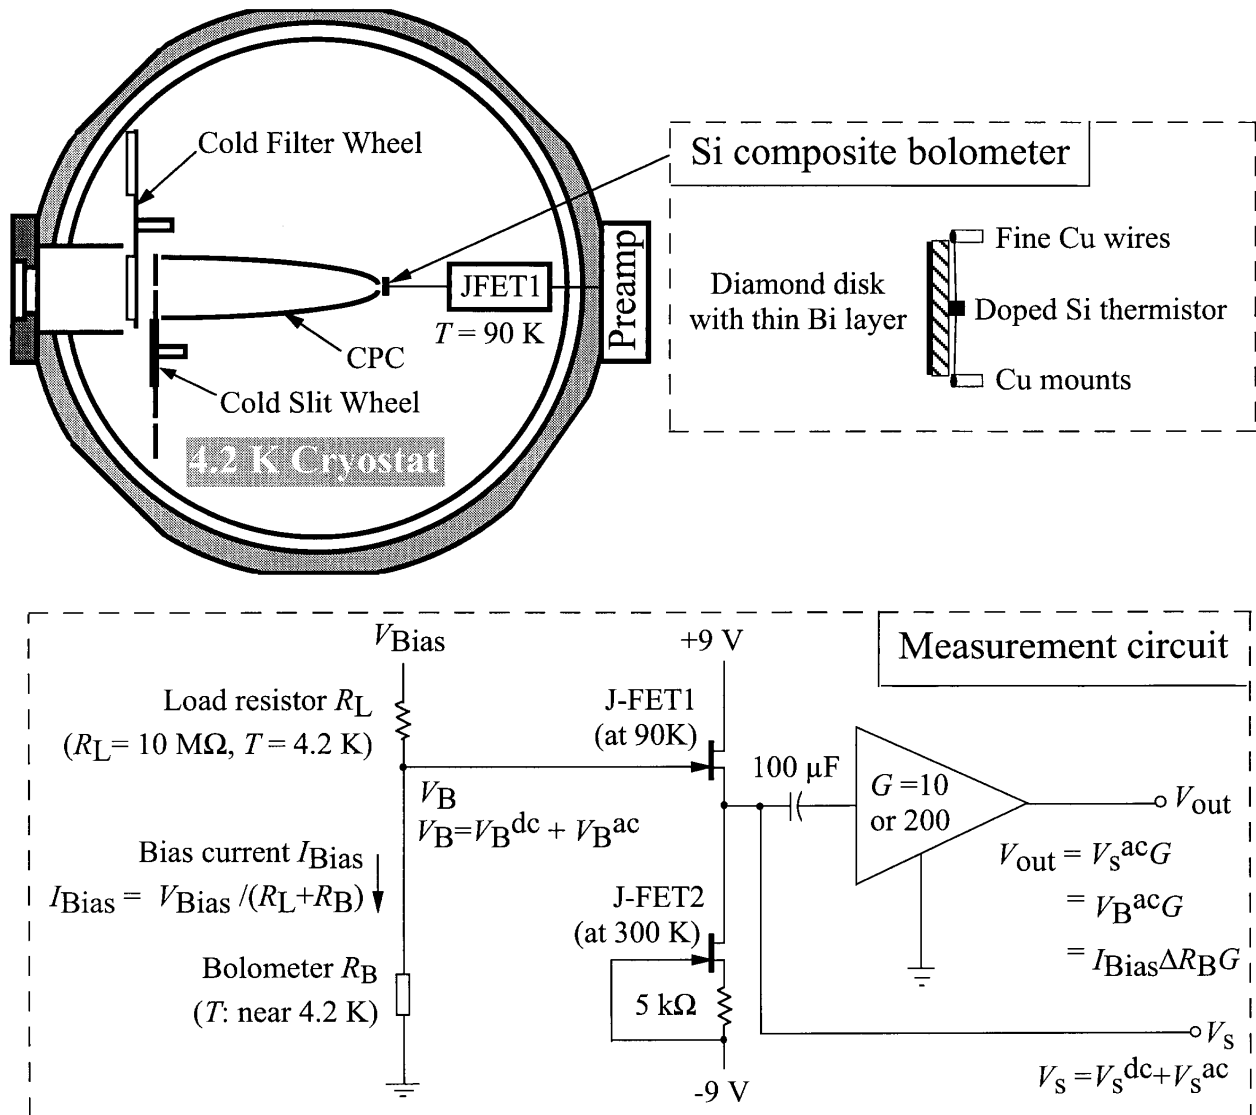 Cold Filter Wheel
JFET1
T = 90 K
Preamp
CPC
Cold Slit Wheel
4.2 K Cryostat
Si composite bolometer
Diamond disk
with thin Bi layer
Fine Cu wires
Doped Si thermistor
Cu mounts
Measurement circuit
VBias
Load resistor RL
(RL= 10 MΩ, T = 4.2 K)
VB
VB=VBdc + VBac
Bias current IBias
IBias = VBias /(RL+RB)
Bolometer RB
(T: near 4.2 K)
+9 V
J-FET1
(at 90K)
100 µF
G =10
or 200
Vout
Vout = VsacG
= VBacG
= IBiasΔRBG
J-FET2
(at 300 K)
5 kΩ
-9 V
Vs
Vs =Vsdc+Vsac